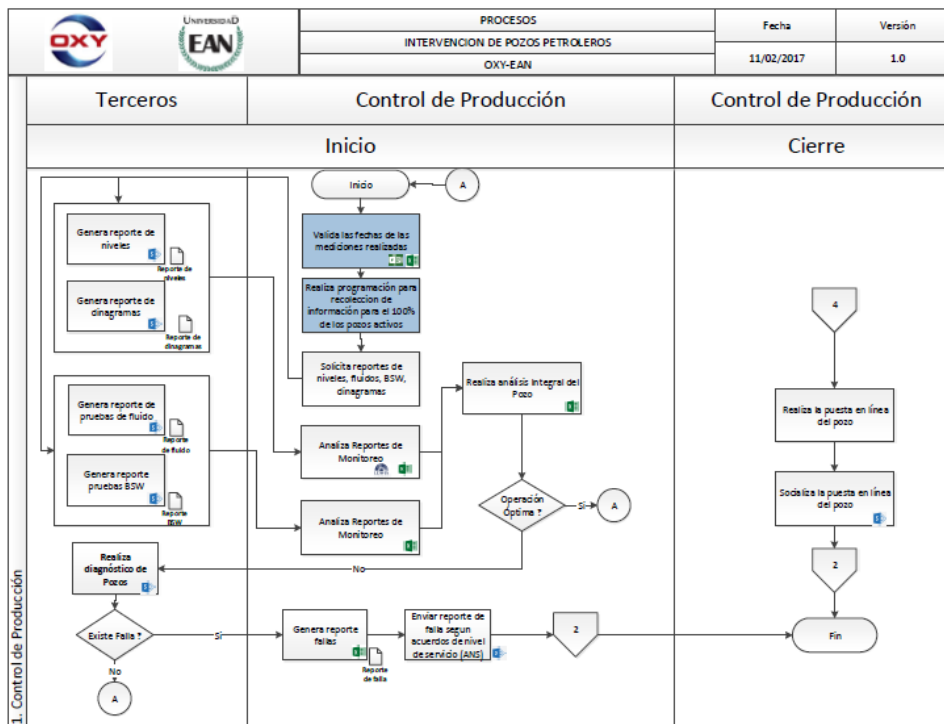 OXY
UNIVERSIDAD
EAN
PROCESOS
INTERVENCION DE POZOS PETROLEROS
OXY-EAN
Fecha
Versión
11/02/2017
1.0
Terceros
Control de Producción
Control de Producción
Inicio
Cierre
1. Control de Producción
Inicio
A
Genera reporte de
niveles
Reporte de
niveles
Genera reporte de
dinagramas
Reporte de
dinagramas
Valida las fechas de las
mediciones realizadas
Realiza programación para
recoleccion de
información para el 100%
de los pozos activos
Solicita reportes de
niveles, fluidos, BSW,
dinagramas
Genera reporte de
pruebas de fluido
Reporte
de fluido
Genera reporte
pruebas BSW
Reporte
BSW
Analiza Reportes de
Monitoreo
Analiza Reportes de
Monitoreo
Realiza análisis Integral del
Pozo
Operación
Óptima ?
Si
A
No
Realiza
diagnóstico de
Pozos
Existe Falla ?
Si
No
A
Genera reporte
fallas
Reporte
de falla
Enviar reporte de
falla segun
acuerdos de nivel
de servicio (ANS)
2
4
Realiza la puesta en línea
del pozo
Socializa la puesta en línea
del pozo
2
Fin